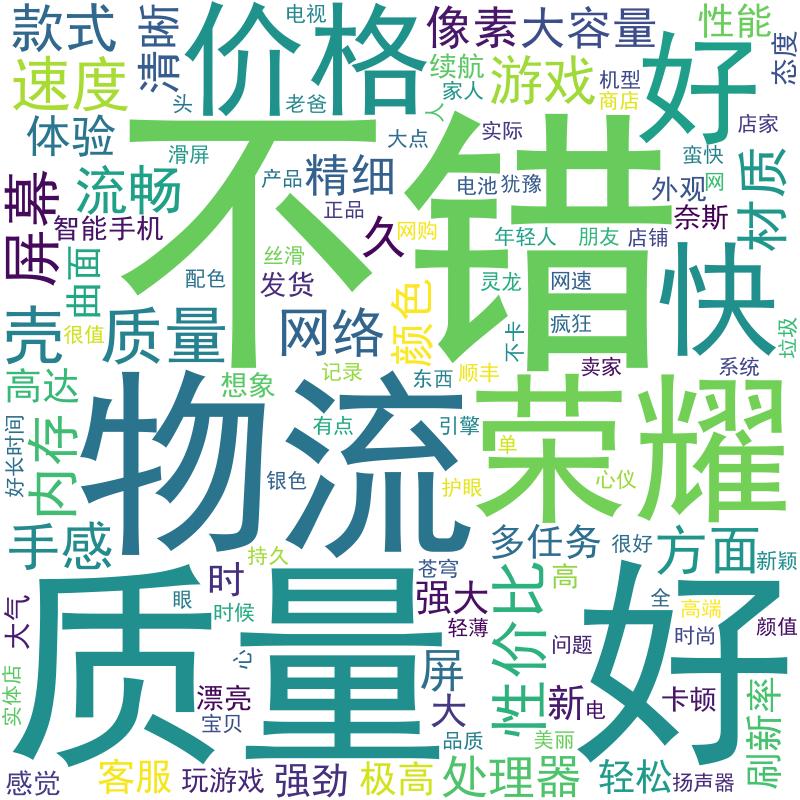 款式
清晰
价格
电视
像素
大容量
性能
态度
速度
头
老爸
续航
家人
人
游戏
机型
商店
好
店家
体验
滑屏
不错
大点
实际
蛮快
网
流畅
产品
精细
电池
犹豫
外观
材质
屏幕
智能手机
正品
久
网购
年轻人
朋友
店铺
奈斯
曲面
配色
丝滑
发货
颜色
灵龙
网速
快
壳
很值
质量
网络
不卡
疯狂
垃圾
高达
想象
记录
东西
顺丰
卖家
系统
好长时间
内存
物流
有点
引擎
单
荣耀
银色
护眼
心仪
手感
持久
苍穹
多任务
很好
方面
新颖
大气
质量
眼
时
时候
强大
轻薄
性价比
高
好
全
高端
时尚
颜值
实体店
心
漂亮
宝贝
屏
大
品质
问题
新
电
美丽
卡顿
刷新率
感觉
客服
玩游戏
强劲
极高
处理器
轻松
扬声器